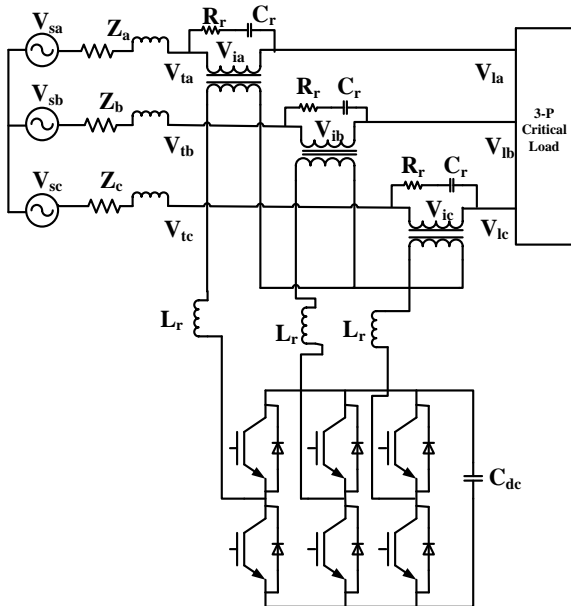 Vsa Za Rr Cr
Vta Via Vla
Vsb Zb Rr Cr
Vtb Vib Vlb
3-P
Critical
Load
Vsc Zc Rr Cr
Vtc Vic Vlc
Lr Lr Lr
Cdc